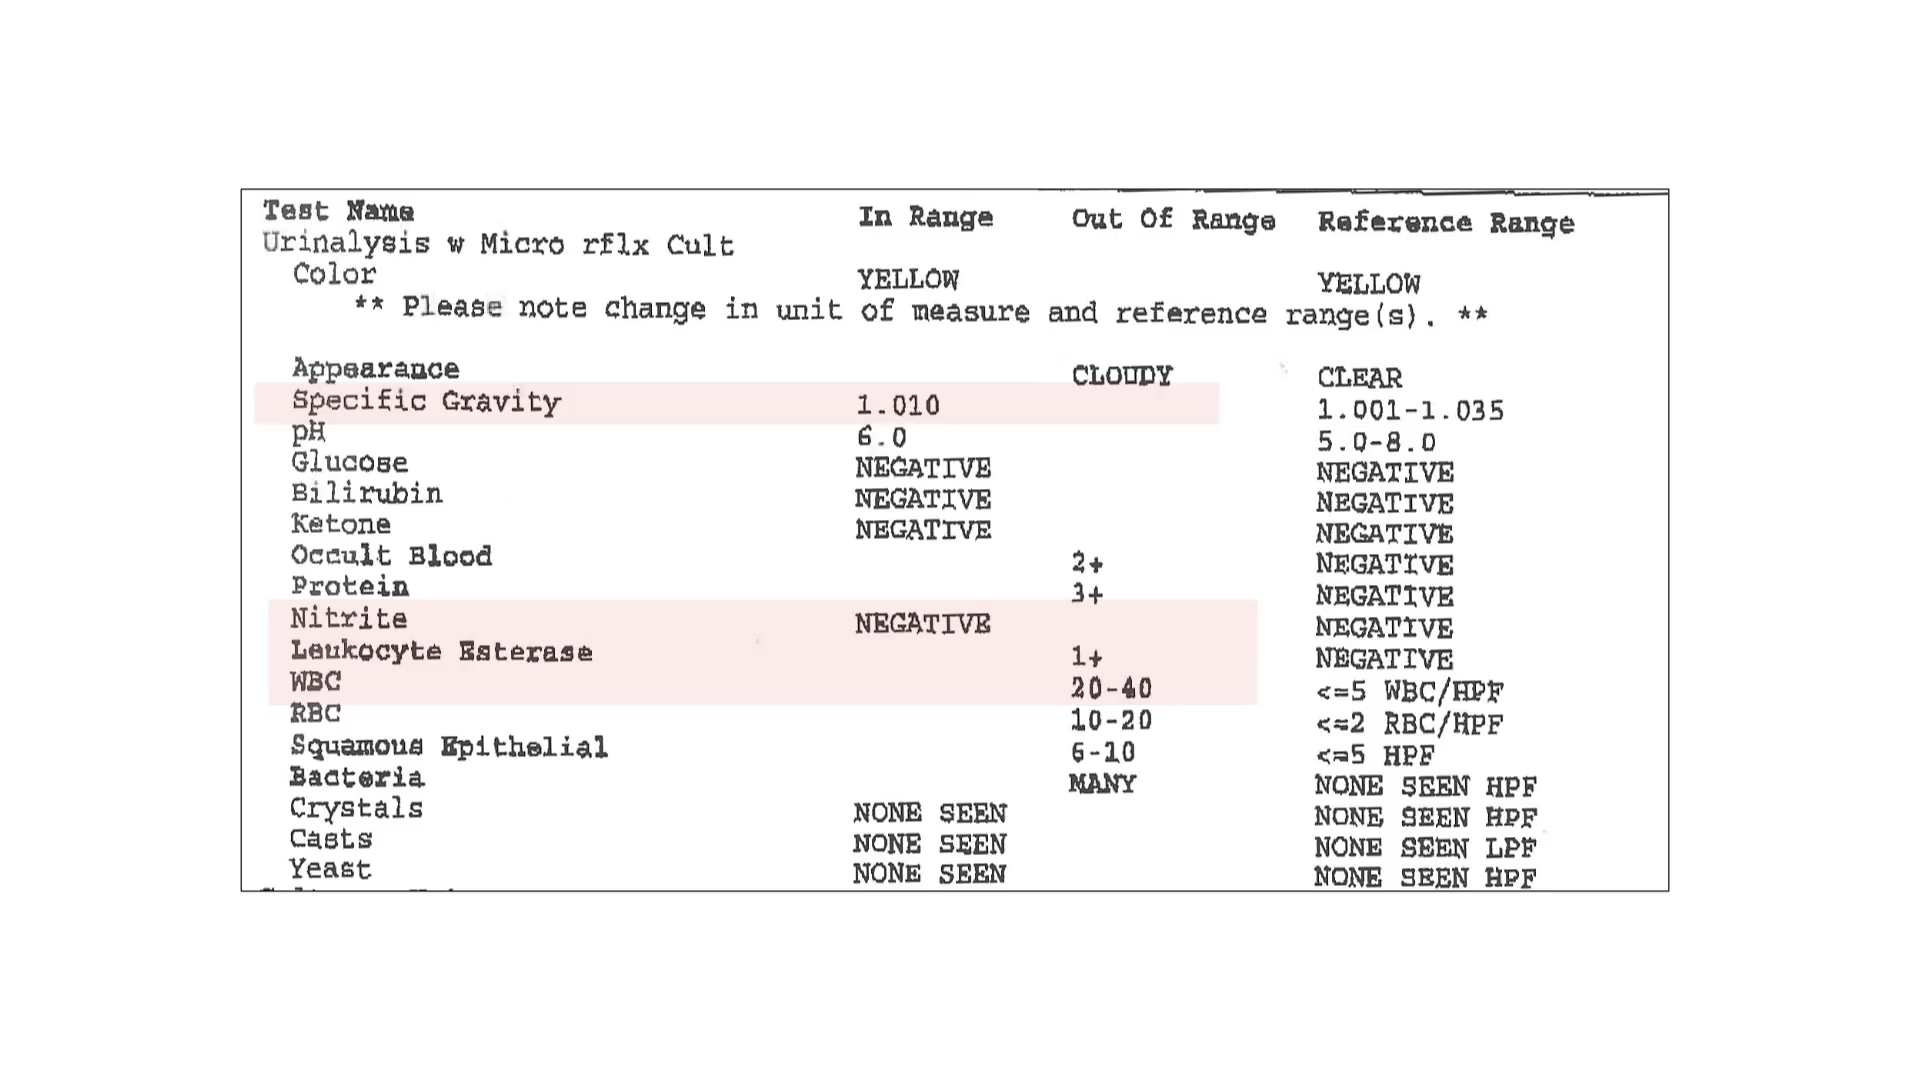 Test Name In Range Out Of Range Reference Range
Urinalysis w Micro rflx Cult
Color YELLOW YELLOW
** Please note change in unit of measure and reference range(s). **
Appearance CLOUDY CLEAR
Specific Gravity 1.010 1.001-1.035
pH 6.0 5.0-8.0
Glucose NEGATIVE NEGATIVE
Bilirubin NEGATIVE NEGATIVE
Ketone NEGATIVE NEGATIVE
Occult Blood 2+ NEGATIVE
Protein 3+ NEGATIVE
Nitrite NEGATIVE NEGATIVE
Leukocyte Esterase 1+ NEGATIVE
WBC 20-40 <=5 WBC/HPF
RBC 10-20 <=2 RBC/HPF
Squamous Epithelial 6-10 <=5 HPF
Bacteria MANY NONE SEEN HPF
Crystals NONE SEEN NONE SEEN HPF
Casts NONE SEEN NONE SEEN LPF
Yeast NONE SEEN NONE SEEN HPF